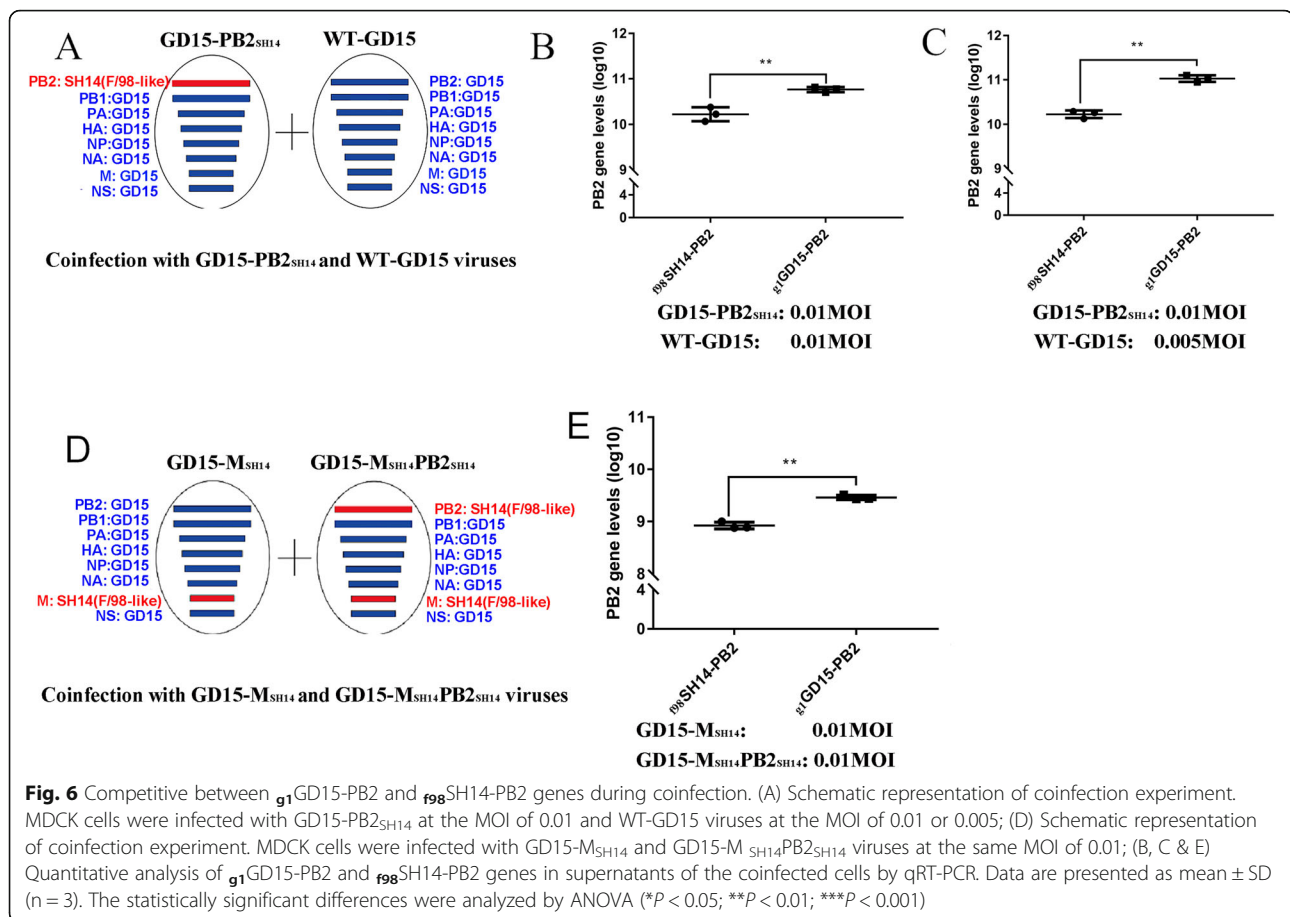 A
GD15-PB2SH14 WT-GD15
PB2: SH14(F/98-like)
PB1:GD15
PA:GD15
HA: GD15
NP:GD15
NA: GD15
M: GD15
NS: GD15
PB2: GD15
PB1:GD15
PA:GD15
HA: GD15
NP: GD15
NA: GD15
M: GD15
NS: GD15
Coinfection with GD15-PB2SH14 and WT-GD15 viruses
B
PB2 gene levels (log10)
12
11
10
9
4
0
**
f98SH14-PB2
g1GD15-PB2
GD15-PB2SH14: 0.01MOI
WT-GD15: 0.01MOI
C
PB2 gene levels (log10)
12
11
10
9
4
0
**
f98SH14-PB2
g1GD15-PB2
GD15-PB2SH14: 0.01MOI
WT-GD15: 0.005MOI
D
GD15-MSH14 GD15-MSH14PB2SH14
PB2: GD15
PB1:GD15
PA: GD15
HA: GD15
NP: GD15
NA: GD15
M: SH14(F/98-like)
NS: GD15
PB2: SH14(F/98-like)
PB1:GD15
PA: GD15
HA: GD15
NP:GD15
NA: GD15
M: SH14(F/98-like)
NS: GD15
Coinfection with GD15-MSH14 and GD15-MSH14PB2SH14 viruses
E
PB2 gene levels (log10)
11
10
9
8
4
0
**
f98SH14-PB2
g1GD15-PB2
GD15-MSH14: 0.01MOI
GD15-MSH14PB2SH14: 0.01MOI
Fig. 6 Competitive between g1GD15-PB2 and f98SH14-PB2 genes during coinfection. (A) Schematic representation of coinfection experiment.
MDCK cells were infected with GD15-PB2SH14 at the MOI of 0.01 and WT-GD15 viruses at the MOI of 0.01 or 0.005; (D) Schematic representation
of coinfection experiment. MDCK cells were infected with GD15-MSH14 and GD15-M SH14PB2SH14 viruses at the same MOI of 0.01; (B, C & E)
Quantitative analysis of g1GD15-PB2 and f98SH14-PB2 genes in supernatants of the coinfected cells by qRT-PCR. Data are presented as mean ± SD
(n = 3). The statistically significant differences were analyzed by ANOVA (*P < 0.05; **P < 0.01; ***P < 0.001)